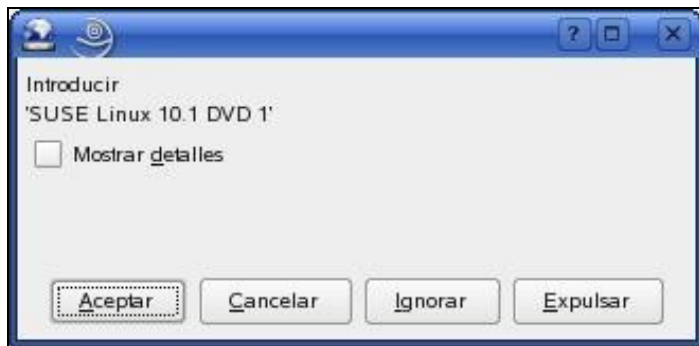 Introducir
'SUSE Linux 10.1 DVD 1'
Mostrar detalles
Aceptar Cancelar Ignorar Expulsar